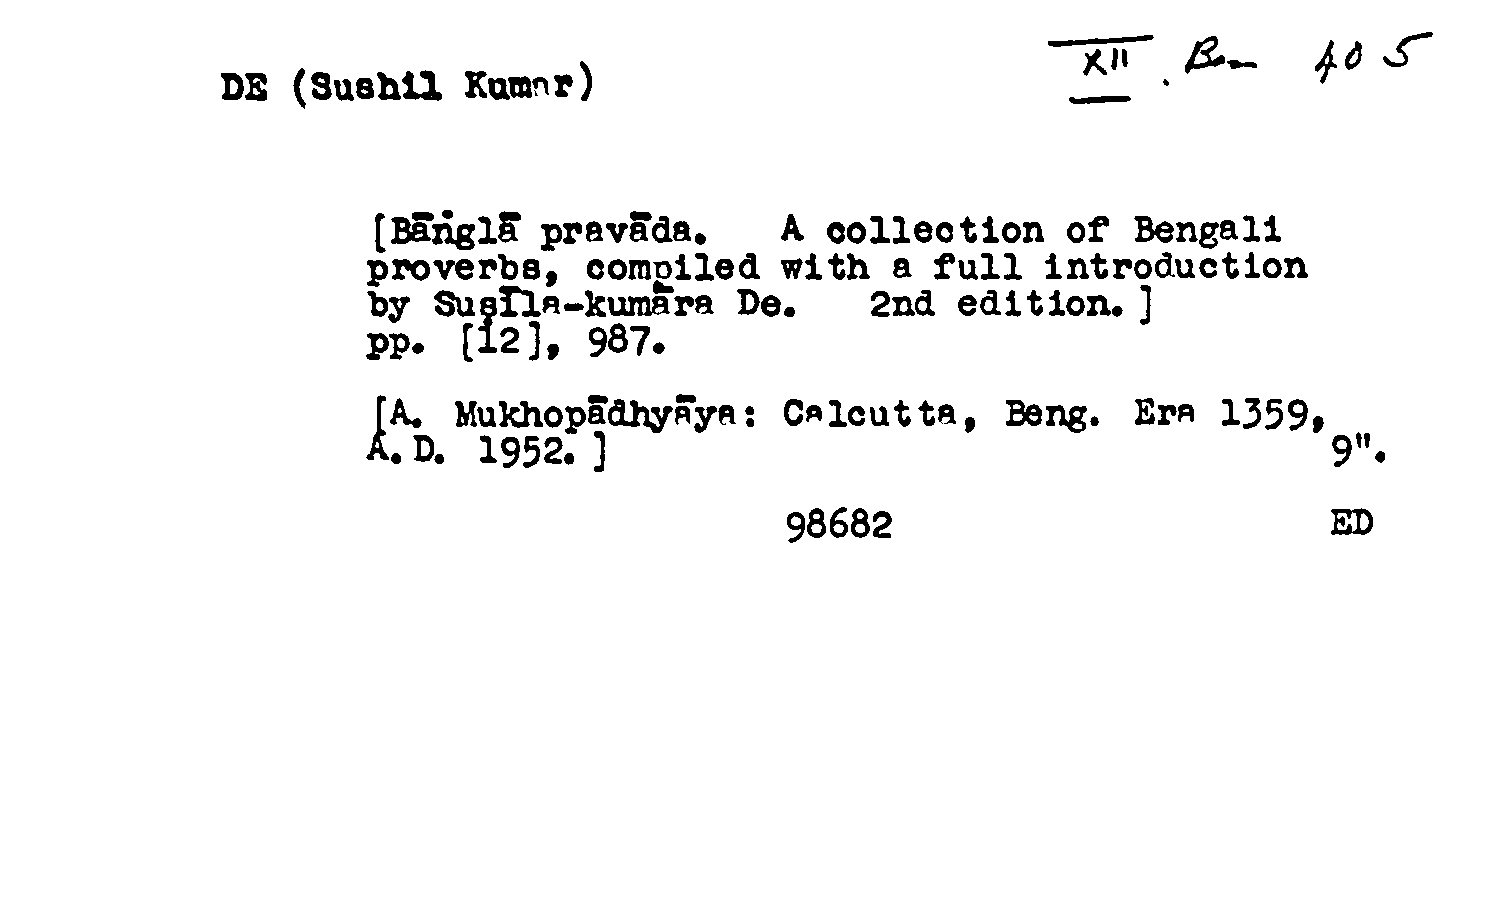 XII. Ben 405
DE (Sushil Kumar)
[Bāṅglā pravāda. A collection of Bengali
proverbs, compiled with a full introduction
by Suśīla-kumāra De. 2nd edition.]
pp. [12], 987.
[A. Mukhopādhyāya: Calcutta, Beng. Era 1359,
A.D. 1952.] 9".
98682 ED